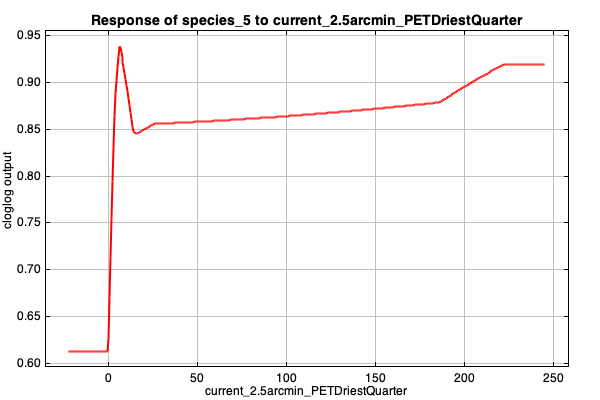 Response of species_5 to current_2.5arcmin_PETDriestQuarter
0.95
0.90
0.85
0.80
0.75
0.70
0.65
0.60
cloglog output
0 50 100 150 200 250
current_2.5arcmin_PETDriestQuarter